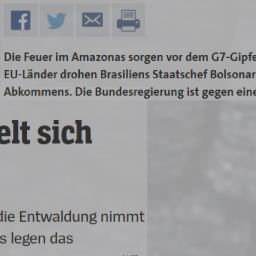 Die Feuer im Amazonas sorgen vor dem G7-Gipfe
EU-Länder drohen Brasiliens Staatschef Bolsonar
Abkommens. Die Bundesregierung ist gegen eine
elt sich
die Entwaldung nimmt
s legen das